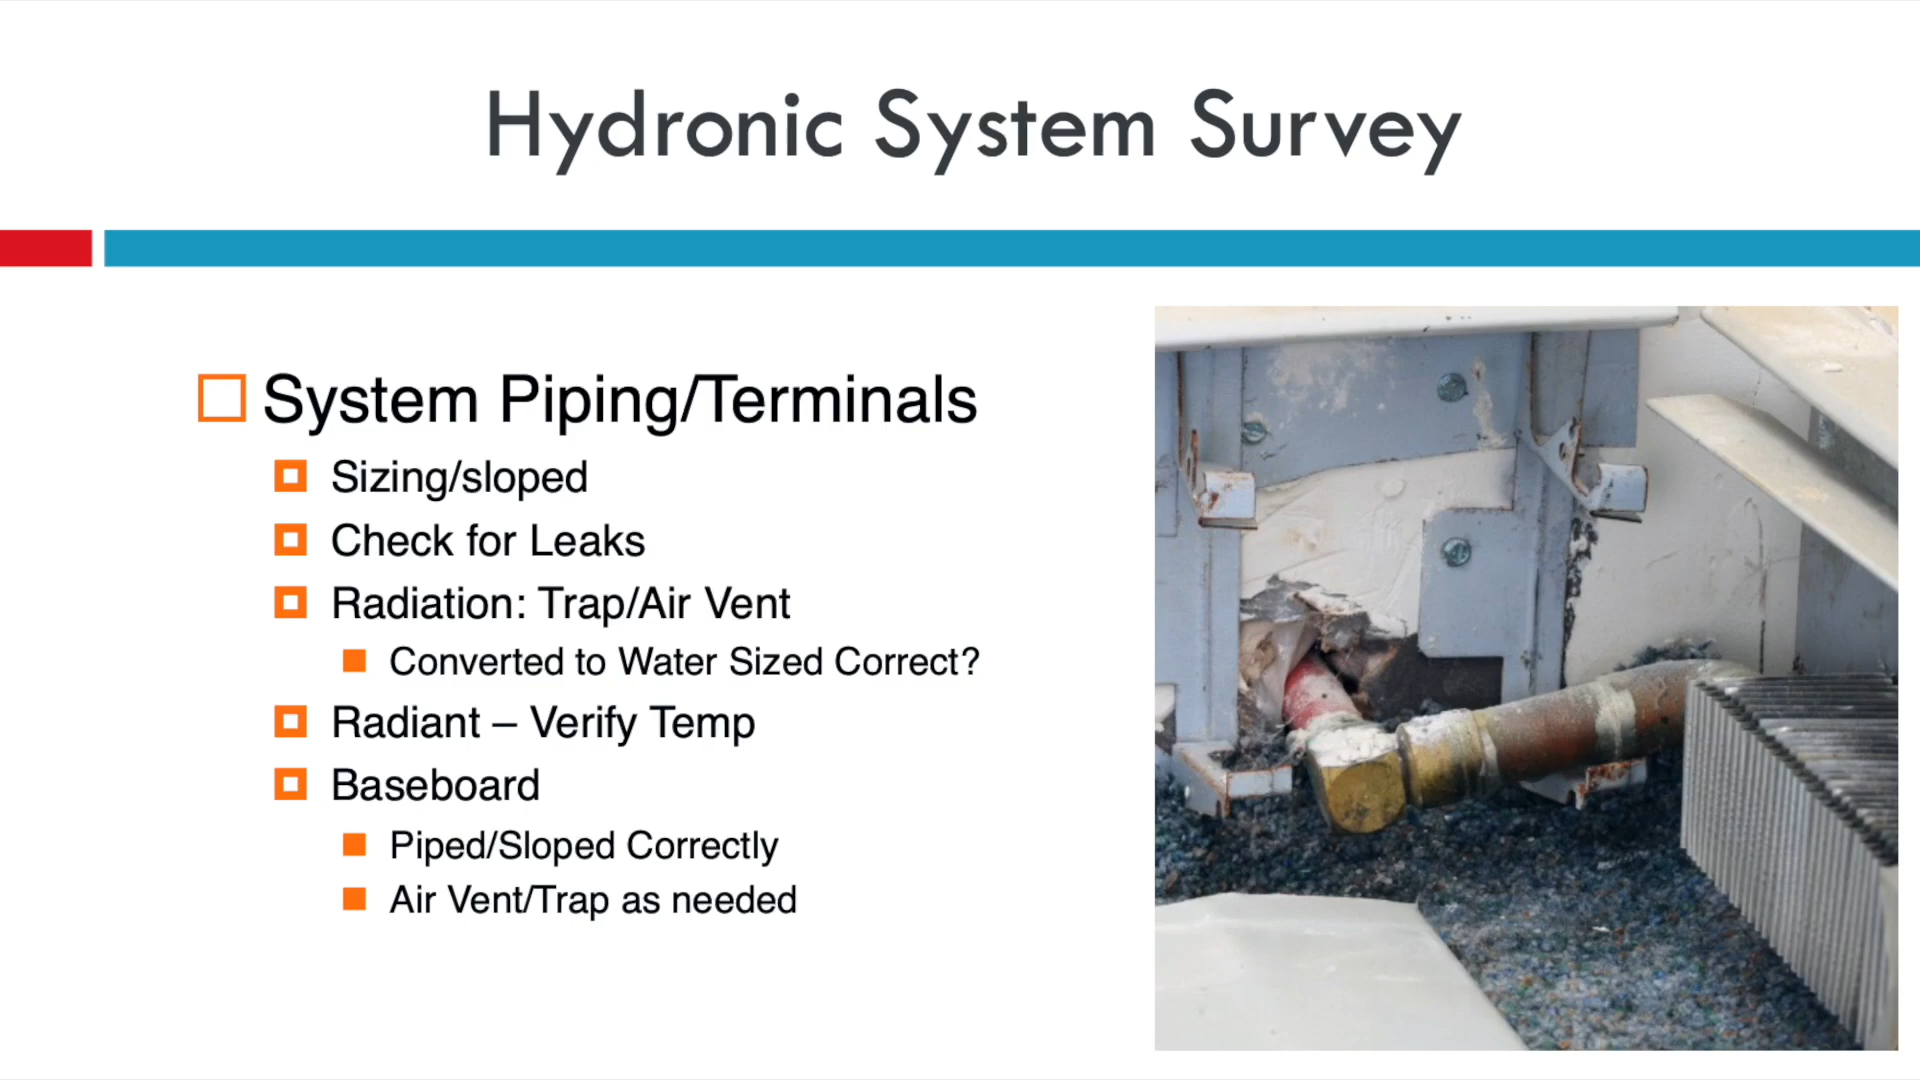 Hydronic System Survey
System Piping/Terminals
Sizing/sloped
Check for Leaks
Radiation: Trap/Air Vent
Converted to Water Sized Correct?
Radiant – Verify Temp
Baseboard
Piped/Sloped Correctly
Air Vent/Trap as needed